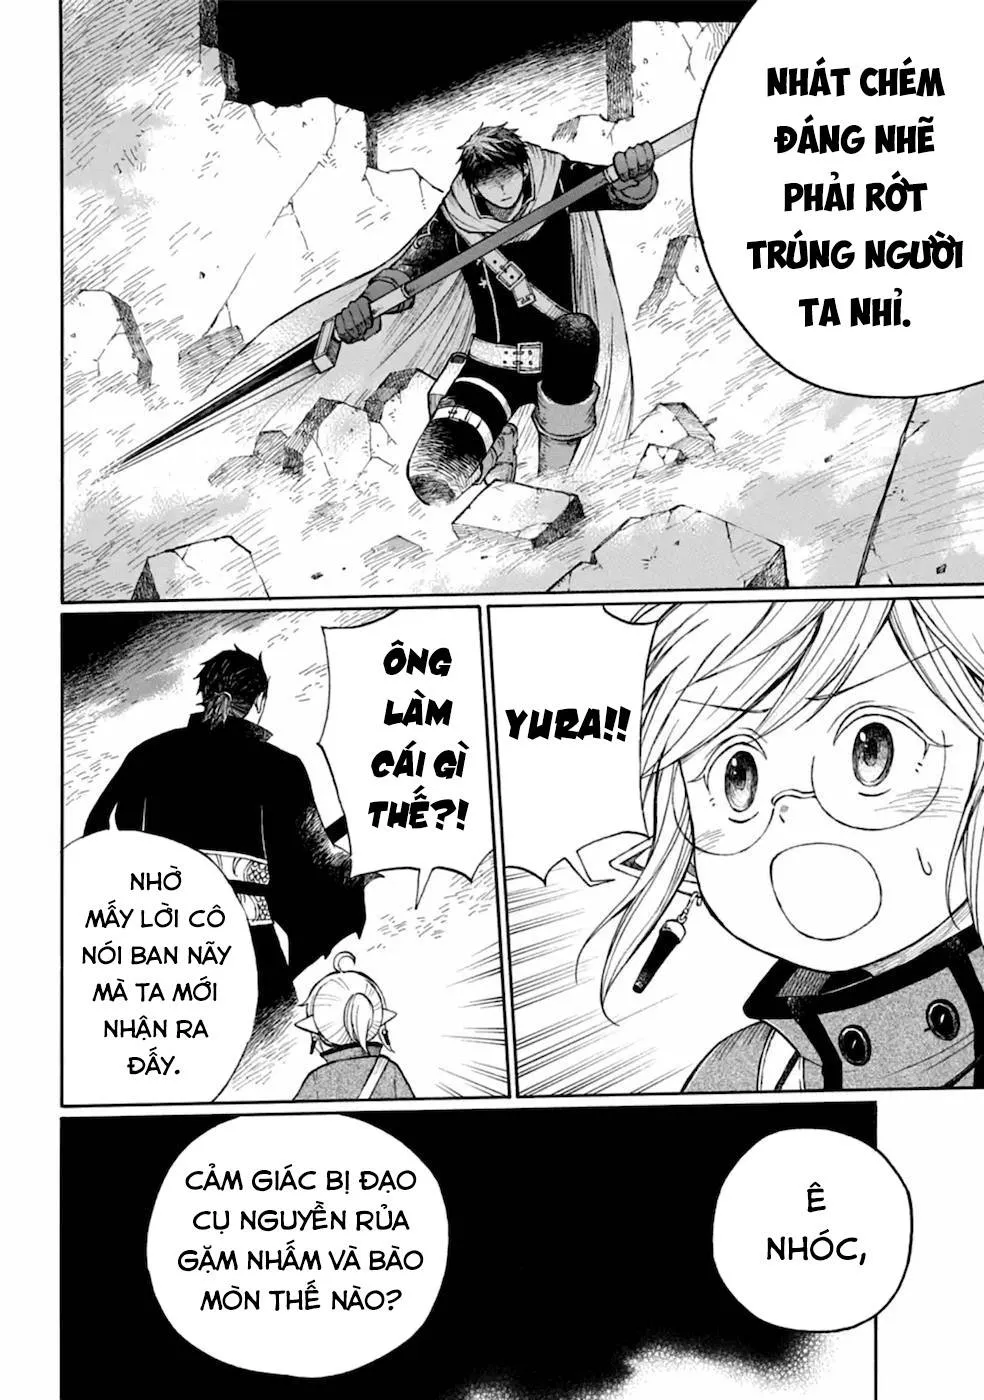 NHÁT CHÉM
ĐÁNG NHẼ
PHẢI RỚT
TRÚNG NGƯỜI
TA NHỈ.
YURA!!
ÔNG
LÀM
CÁI GÌ
THẾ?!
NHỜ
MẤY LỜI CÔ
NÓI BAN NÃY
MÀ TA MỚI
NHẬN RA
ĐẤY.
Ê
NHÓC,
CẢM GIÁC BỊ ĐẠO
CỤ NGUYỀN RỦA
GẶM NHẤM VÀ BÀO
MÒN THẾ NÀO?